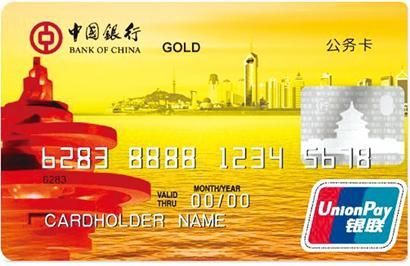 中国银行
BANK OF CHINA
GOLD
公务卡
6283 8888 1234 5678
6283
VALID THRU
MONTH/YEAR
00/00
CARDHOLDER NAME
UnionPay
银联